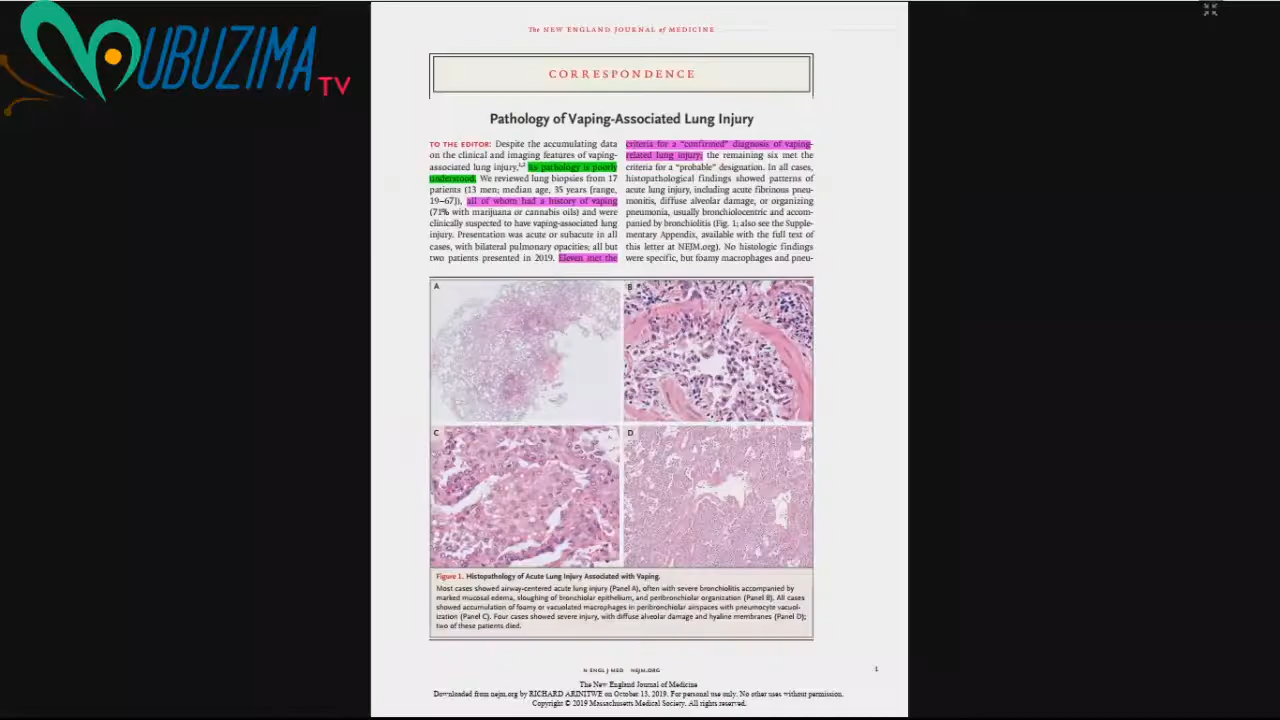 UBUZIMA
TV
The NEW ENGLAND JOURNAL of MEDICINE
CORRESPONDENCE
Pathology of Vaping-Associated Lung Injury
TO THE EDITOR: Despite the accumulating data
on the clinical and imaging features of vaping-
associated lung injury,1,2 its pathology is poorly
understood. We reviewed lung biopsies from 17
patients (13 men; median age, 35 years [range,
19–67]), all of whom had a history of vaping
(71% with marijuana or cannabis oils) and were
clinically suspected to have vaping-associated lung
injury. Presentation was acute or subacute in all
cases, with bilateral pulmonary opacities; all but
two patients presented in 2019. Eleven met the
criteria for a “confirmed” diagnosis of vaping-
related lung injury; the remaining six met the
criteria for a “probable” designation. In all cases,
histopathological findings showed patterns of
acute lung injury, including acute fibrinous pneu-
monitis, diffuse alveolar damage, or organizing
pneumonia, usually bronchiolocentric and accom-
panied by bronchiolitis (Fig. 1; also see the Supple-
mentary Appendix, available with the full text of
this letter at NEJM.org). No histologic findings
were specific, but foamy macrophages and pneu-
A
B
C
D
Figure 1. Histopathology of Acute Lung Injury Associated with Vaping.
Most cases showed airway-centered acute lung injury (Panel A), often with severe bronchiolitis accompanied by
marked mucosal edema, sloughing of bronchiolar epithelium, and peribronchiolar organization (Panel B). All cases
showed accumulation of foamy or vacuolated macrophages in peribronchiolar airspaces with pneumocyte vacuol-
ization (Panel C). Four cases showed severe injury, with diffuse alveolar damage and hyaline membranes (Panel D);
two of these patients died.
N ENGL J MED NEJM.ORG
1
The New England Journal of Medicine
Downloaded from nejm.org by RICHARD ARINITWE on October 13, 2019. For personal use only. No other uses without permission.
Copyright © 2019 Massachusetts Medical Society. All rights reserved.